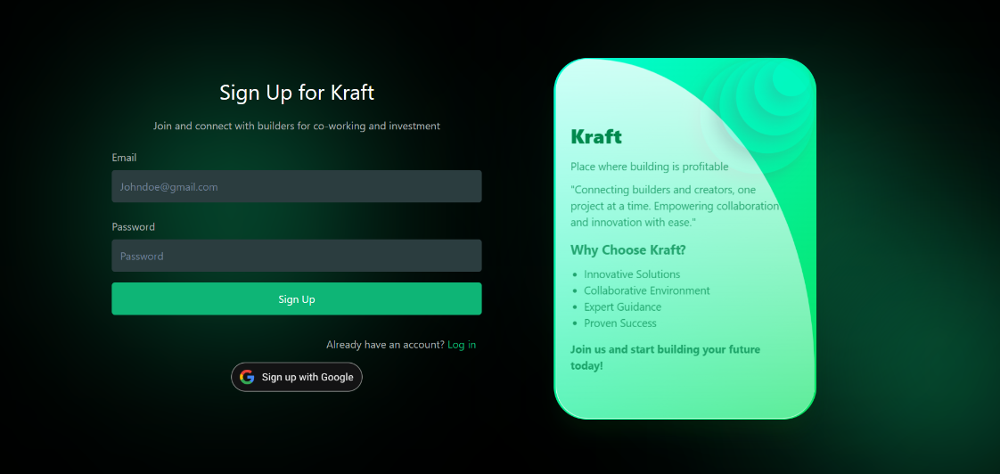 Sign Up for Kraft
Join and connect with builders for co-working and investment
Email
Johndoe@gmail.com
Password
Password
Sign Up
Already have an account? Log in
Sign up with Google
Kraft
Place where building is profitable
"Connecting builders and creators, one
project at a time. Empowering collaboration
and innovation with ease."
Why Choose Kraft?
• Innovative Solutions
• Collaborative Environment
• Expert Guidance
• Proven Success
Join us and start building your future
today!